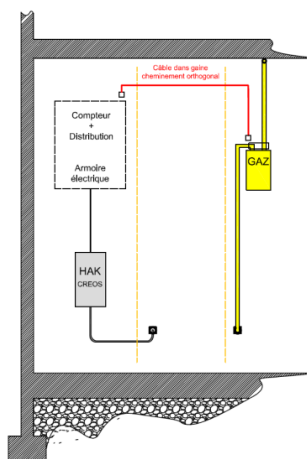 Câble dans gaine
cheminement orthogonal
Compteur
+
Distribution
Armoire
électrique
GAZ
HAK
CREOS